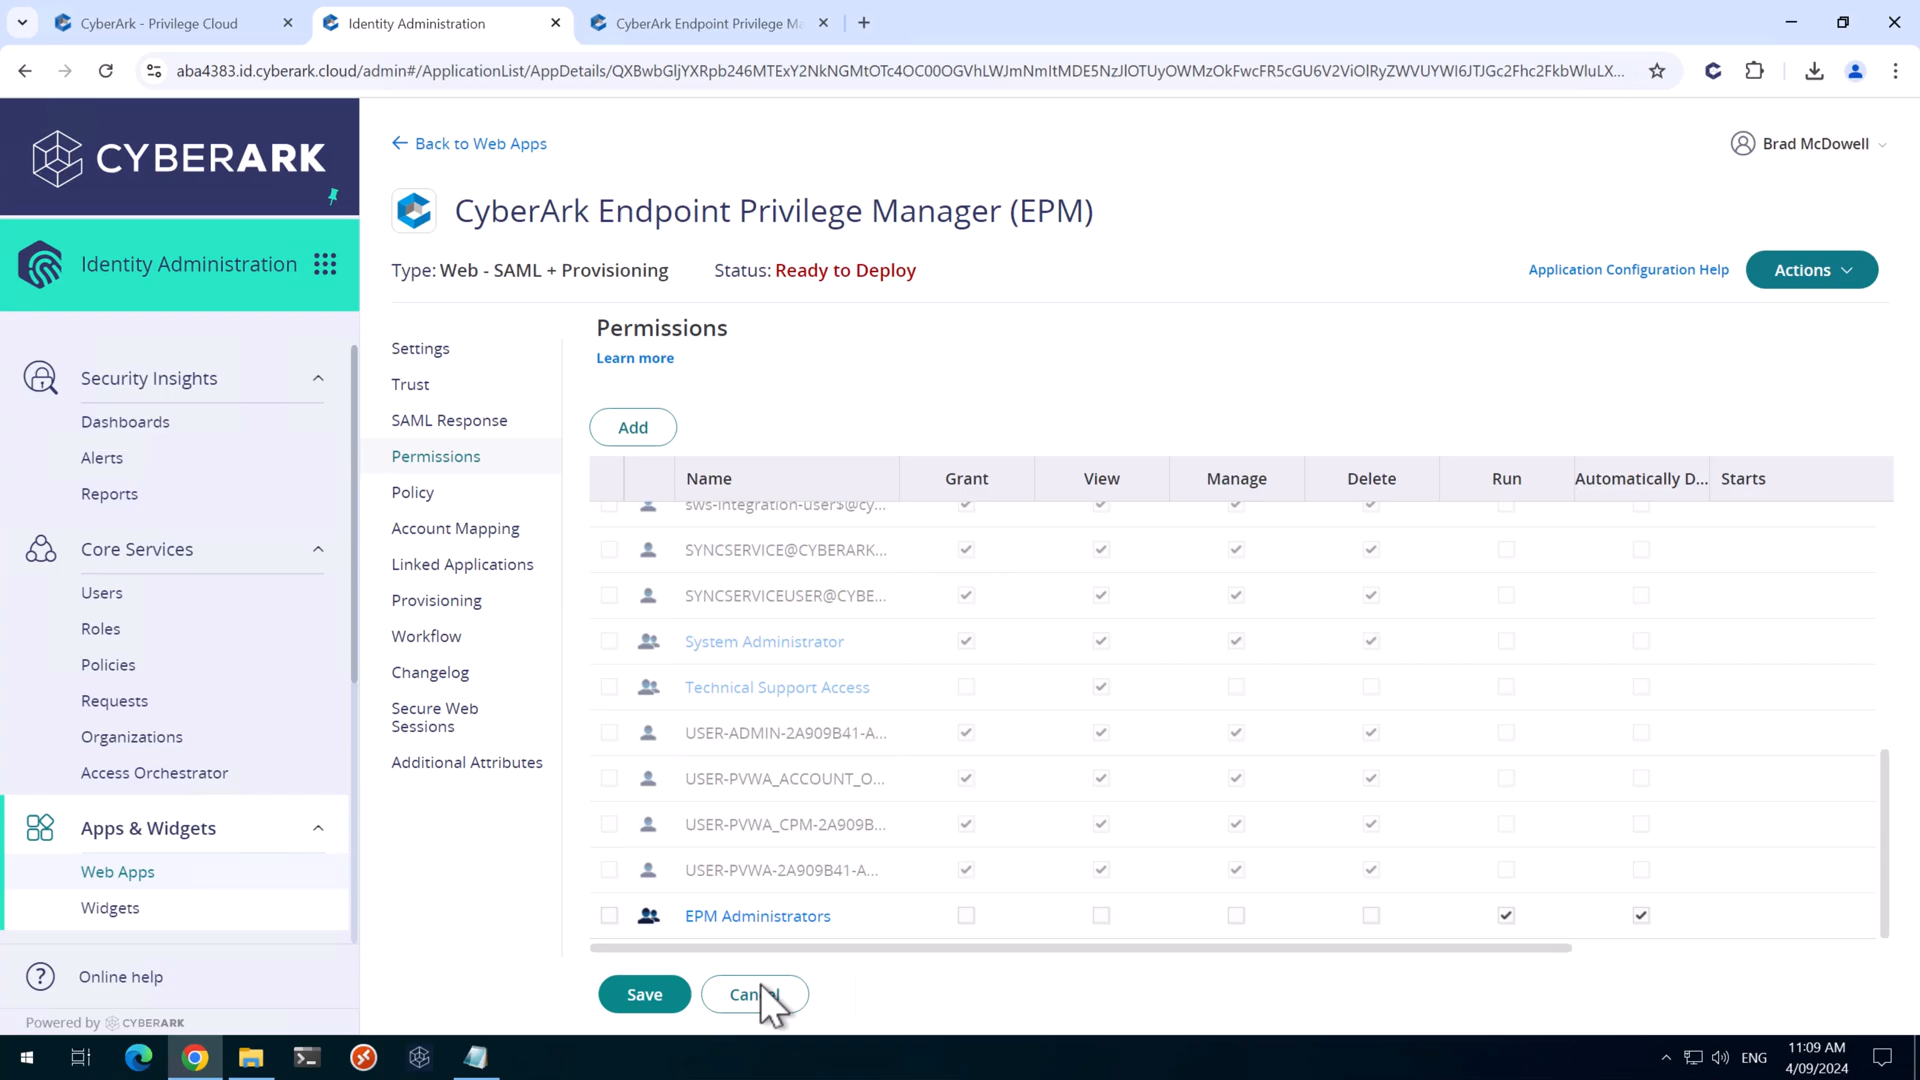 CyberArk - Privilege Cloud
Identity Administration
CyberArk Endpoint Privilege Ma
aba4383.id.cyberark.cloud/admin#/ApplicationList/AppDetails/
CYBERARK
Identity Administration
Security Insights
Dashboards
Alerts
Reports
Core Services
Users
Roles
Policies
Requests
Organizations
Access Orchestrator
Apps & Widgets
Web Apps
Widgets
Online help
Powered by CYBERARK
Back to Web Apps
Brad McDowell
CyberArk Endpoint Privilege Manager (EPM)
Type: Web - SAML + Provisioning Status: Ready to Deploy
Application Configuration Help
Actions
Settings
Trust
SAML Response
Permissions
Policy
Account Mapping
Linked Applications
Provisioning
Workflow
Changelog
Secure Web
Sessions
Additional Attributes
Permissions
Learn more
Add
Name Grant View Manage Delete Run Automatically D... Starts
sws-integration-user$@cy...
SYNCSERVICE@CYBERARK...
SYNCSERVICEUSER@CYBE...
System Administrator
Technical Support Access
USER-ADMIN-2A909B41-A...
USER-PVWA_ACCOUNT_O...
USER-PVWA_CPM-2A909B...
USER-PVWA-2A909B41-A...
EPM Administrators
Save
Cancel
ENG
11:09 AM
4/09/2024